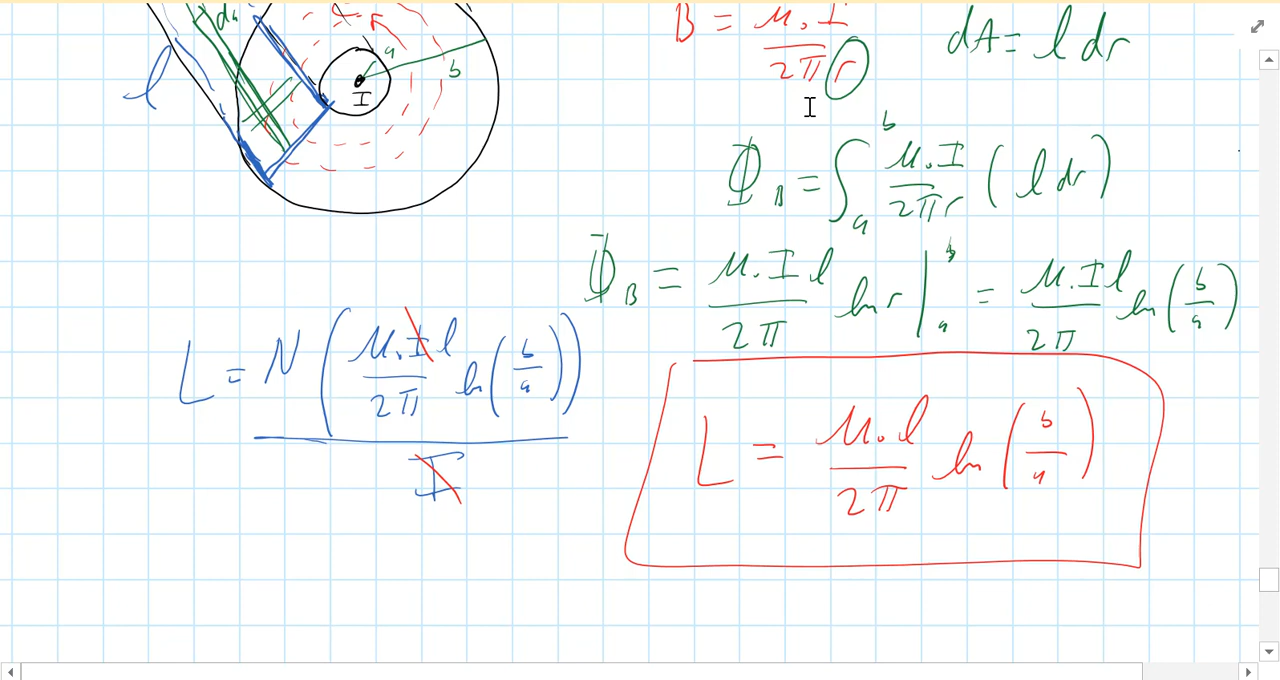 dA
l
a
b
I
B = μ₀I / 2πr
dA = l dr
Φ_B = ∫_a^b μ₀I / 2πr (l dr)
Φ_B = μ₀Il / 2π ln r |_a^b = μ₀Il / 2π ln(b/a)
L = N(μ₀Il / 2π ln(b/a)) / I
L = μ₀l / 2π ln(b/a)